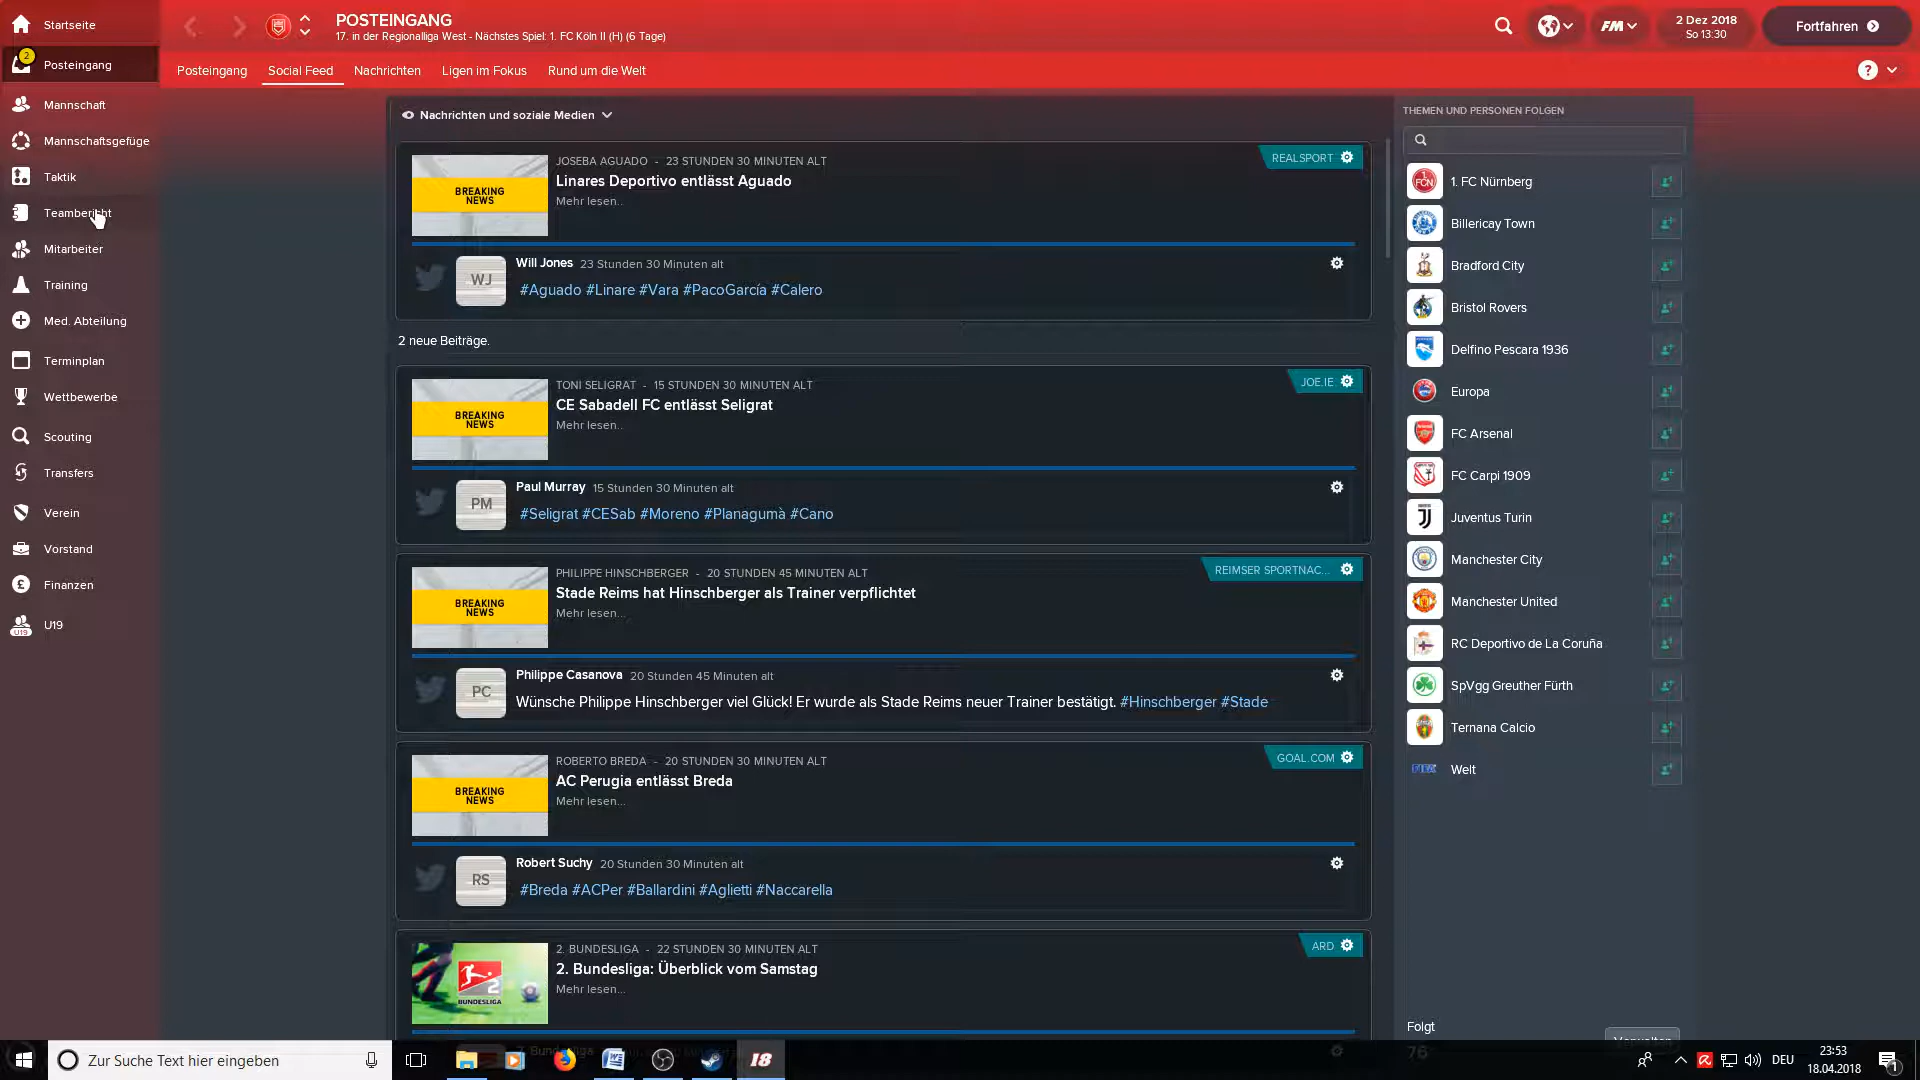 Startseite
2
Posteingang
Mannschaft
Mannschaftsgefüge
Taktik
Teambericht
Mitarbeiter
Training
Med. Abteilung
Terminplan
Wettbewerbe
Scouting
Transfers
Verein
Vorstand
Finanzen
U19
U19
POSTEINGANG
17. in der Regionalliga West - Nächstes Spiel: 1. FC Köln II (H) (6 Tage)
FM
2 Dez 2018
So 13:30
Fortfahren
Posteingang Social Feed Nachrichten Ligen im Fokus Rund um die Welt
?
Nachrichten und soziale Medien
BREAKING
NEWS
JOSEBA AGUADO - 23 STUNDEN 30 MINUTEN ALT
REALSPORT
Linares Deportivo entlässt Aguado
Mehr lesen..
WJ
Will Jones 23 Stunden 30 Minuten alt
#Aguado #Linare #Vara #PacoGarcía #Calero
2 neue Beiträge.
BREAKING
NEWS
TONI SELIGRAT - 15 STUNDEN 30 MINUTEN ALT
JOE.IE
CE Sabadell FC entlässt Seligrat
Mehr lesen..
PM
Paul Murray 15 Stunden 30 Minuten alt
#Seligrat #CESab #Moreno #Planagumà #Cano
BREAKING
NEWS
PHILIPPE HINSCHBERGER - 20 STUNDEN 45 MINUTEN ALT
REIMSER SPORTNAC...
Stade Reims hat Hinschberger als Trainer verpflichtet
Mehr lesen...
PC
Philippe Casanova 20 Stunden 45 Minuten alt
Wünsche Philippe Hinschberger viel Glück! Er wurde als Stade Reims neuer Trainer bestätigt. #Hinschberger #Stade
BREAKING
NEWS
ROBERTO BREDA - 20 STUNDEN 30 MINUTEN ALT
GOAL.COM
AC Perugia entlässt Breda
Mehr lesen...
RS
Robert Suchy 20 Stunden 30 Minuten alt
#Breda #ACPer #Ballardini #Aglietti #Naccarella
2
BUNDESLIGA
2. BUNDESLIGA - 22 STUNDEN 30 MINUTEN ALT
ARD
2. Bundesliga: Überblick vom Samstag
Mehr lesen...
THEMEN UND PERSONEN FOLGEN
1. FC Nürnberg
Billericay Town
Bradford City
Bristol Rovers
Delfino Pescara 1936
Europa
FC Arsenal
FC Carpi 1909
Juventus Turin
Manchester City
Manchester United
RC Deportivo de La Coruña
SpVgg Greuther Fürth
Ternana Calcio
FIFA
Welt
Folgt
76
Verwalten
Zur Suche Text hier eingeben
2. Bundesliga
18
DEU
23:53
18.04.2018
1